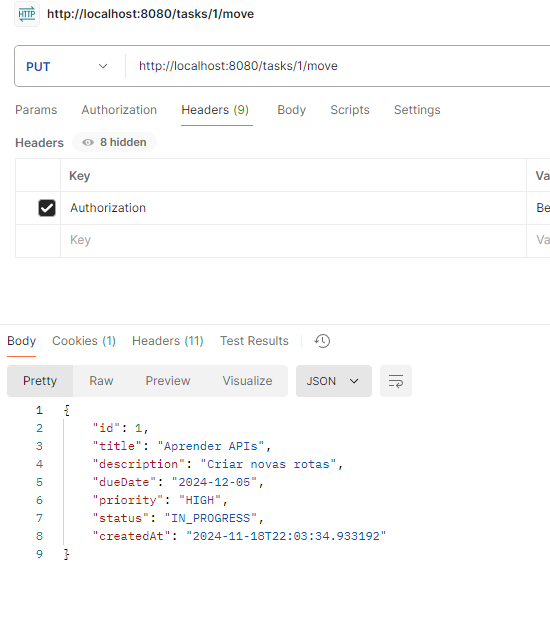 HTTP http://localhost:8080/tasks/1/move
PUT http://localhost:8080/tasks/1/move
Params Authorization Headers (9) Body Scripts Settings
Headers 8 hidden
Key Va
Authorization Be
Key Va
Body Cookies (1) Headers (11) Test Results
Pretty Raw Preview Visualize JSON
1 {
2 "id": 1,
3 "title": "Aprender APIs",
4 "description": "Criar novas rotas",
5 "dueDate": "2024-12-05",
6 "priority": "HIGH",
7 "status": "IN_PROGRESS",
8 "createdAt": "2024-11-18T22:03:34.933192"
9 }